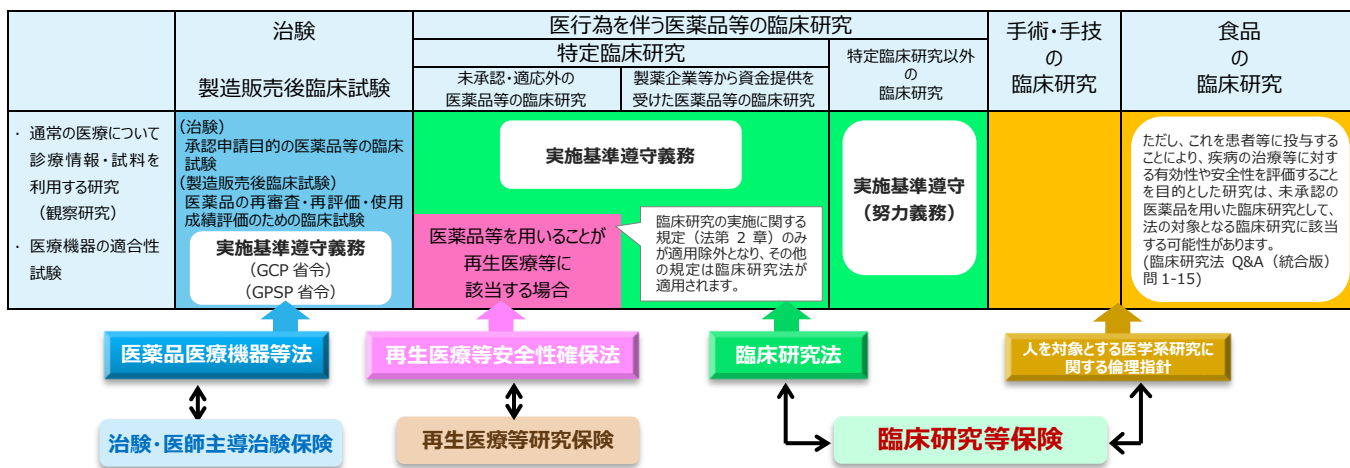 治験
製造販売後臨床試験
医行為を伴う医薬品等の臨床研究
特定臨床研究
未承認・適応外の
医薬品等の臨床研究
製薬企業等から資金提供を
受けた医薬品等の臨床研究
特定臨床研究以外
の
臨床研究
手術・手技
の
臨床研究
食品
の
臨床研究
・ 通常の医療について
診療情報・試料を
利用する研究
（観察研究）
・ 医療機器の適合性
試験
(治験)
承認申請目的の医薬品等の臨床
試験
(製造販売後臨床試験)
医薬品の再審査・再評価・使用
成績評価のための臨床試験
実施基準遵守義務
（GCP 省令）
（GPSP 省令）
実施基準遵守義務
医薬品等を用いることが
再生医療等に
該当する場合
臨床研究の実施に関する
規定（法第 2 章）のみ
が適用除外となり、その他
の規定は臨床研究法が
適用されます。
実施基準遵守
（努力義務）
ただし、これを患者等に投与する
ことにより、疾病の治療等に対す
る有効性や安全性を評価すること
を目的とした研究は、未承認の
医薬品を用いた臨床研究として、
法の対象となる臨床研究に該当
する可能性があります。
(臨床研究法 Q&A（統合版）
問 1-15)
医薬品医療機器等法
再生医療等安全性確保法
臨床研究法
人を対象とする医学系研究に
関する倫理指針
治験・医師主導治験保険
再生医療等研究保険
臨床研究等保険